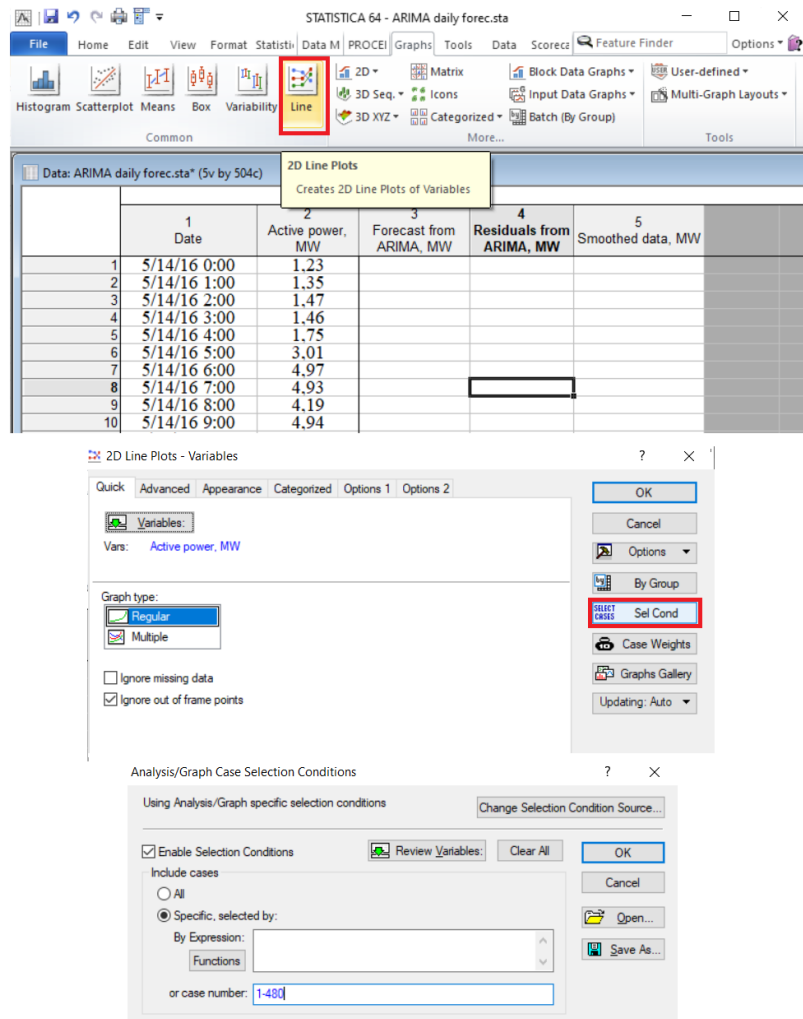 STATISTICA 64 - ARIMA daily forec.sta
File Home Edit View Format Statisti Data M PROCEI Graphs Tools Data Scoreca Feature Finder Options
Histogram Scatterplot Means Box Variability Line
2D Matrix
3D Seq. Icons
3D XYZ Categorized
Block Data Graphs
Input Data Graphs
Batch (By Group)
User-defined
Multi-Graph Layouts
Common More... Tools
2D Line Plots
Creates 2D Line Plots of Variables
Data: ARIMA daily forec.sta* (5v by 504c)
1 Date
2 Active power, MW
3 Forecast from ARIMA, MW
4 Residuals from ARIMA, MW
5 Smoothed data, MW
1 5/14/16 0:00 1,23
2 5/14/16 1:00 1,35
3 5/14/16 2:00 1,47
4 5/14/16 3:00 1,46
5 5/14/16 4:00 1,75
6 5/14/16 5:00 3,01
7 5/14/16 6:00 4,97
8 5/14/16 7:00 4,93
9 5/14/16 8:00 4,19
10 5/14/16 9:00 4,94
2D Line Plots - Variables ?
Quick Advanced Appearance Categorized Options 1 Options 2
Variables:
Vars: Active power, MW
Graph type:
Regular
Multiple
Ignore missing data
Ignore out of frame points
OK
Cancel
Options
By Group
SELECT CASES Sel Cond
Case Weights
Graphs Gallery
Updating: Auto
Analysis/Graph Case Selection Conditions ?
Using Analysis/Graph specific selection conditions Change Selection Condition Source...
Enable Selection Conditions Review Variables: Clear All OK
Include cases
All
Specific, selected by:
By Expression:
Functions
or case number: 1-480
Cancel
Open...
Save As...